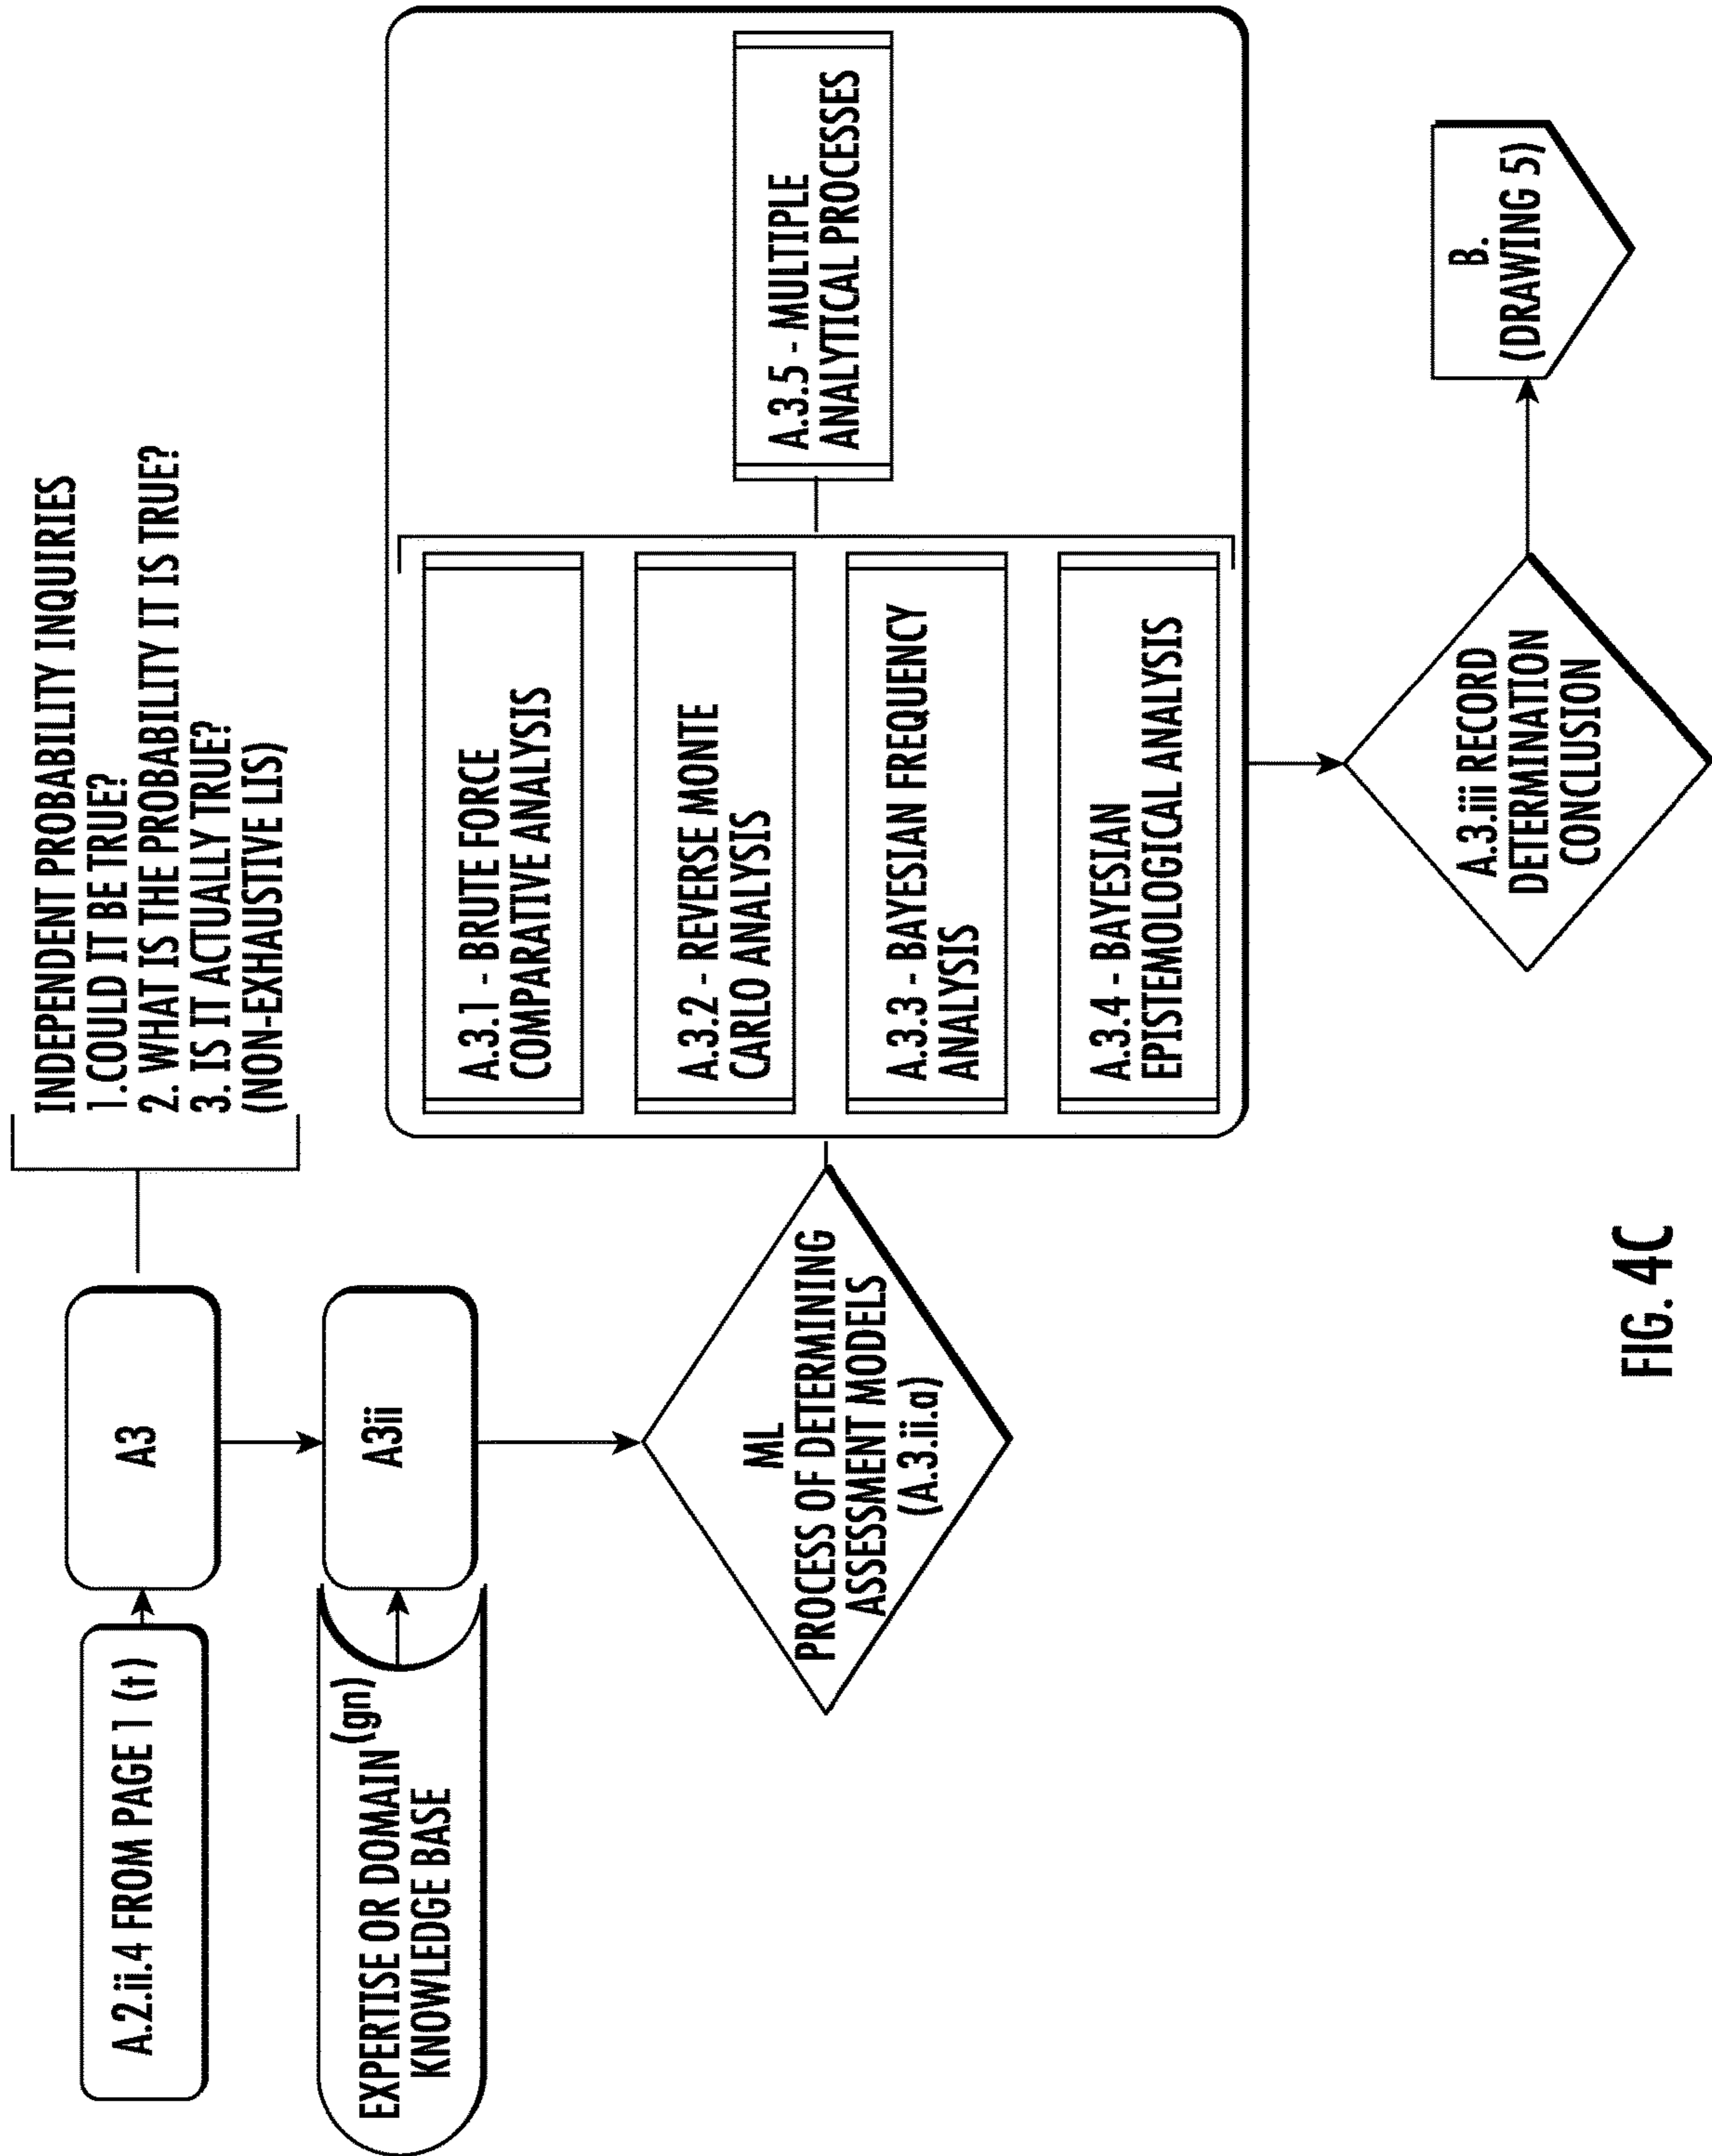 INDEPENDENT PROBABILITY INQUIRIES
1.COULD IT BE TRUE?
2. WHAT IS THE PROBABILITY IT IS TRUE?
3. IS IT ACTUALLY TRUE?
(NON-EXHAUSTIVE LIS)
A.2.ii.4 FROM PAGE 1 (t)
A3
EXPERTISE OR DOMAIN
KNOWLEDGE BASE
(gn)
A3ii
ML
PROCESS OF DETERMINING
ASSESSMENT MODELS
(A.3.ii.a)
A.3.1 - BRUTE FORCE
COMPARATIVE ANALYSIS
A.3.2 - REVERSE MONTE
CARLO ANALYSIS
A.3.3 - BAYESIAN FREQUENCY
ANALYSIS
A.3.4 - BAYESIAN
EPISTEMOLOGICAL ANALYSIS
A.3.5 - MULTIPLE
ANALYTICAL PROCESSES
A.3.iii RECORD
DETERMINATION
CONCLUSION
B.
(DRAWING 5)
FIG. 4C